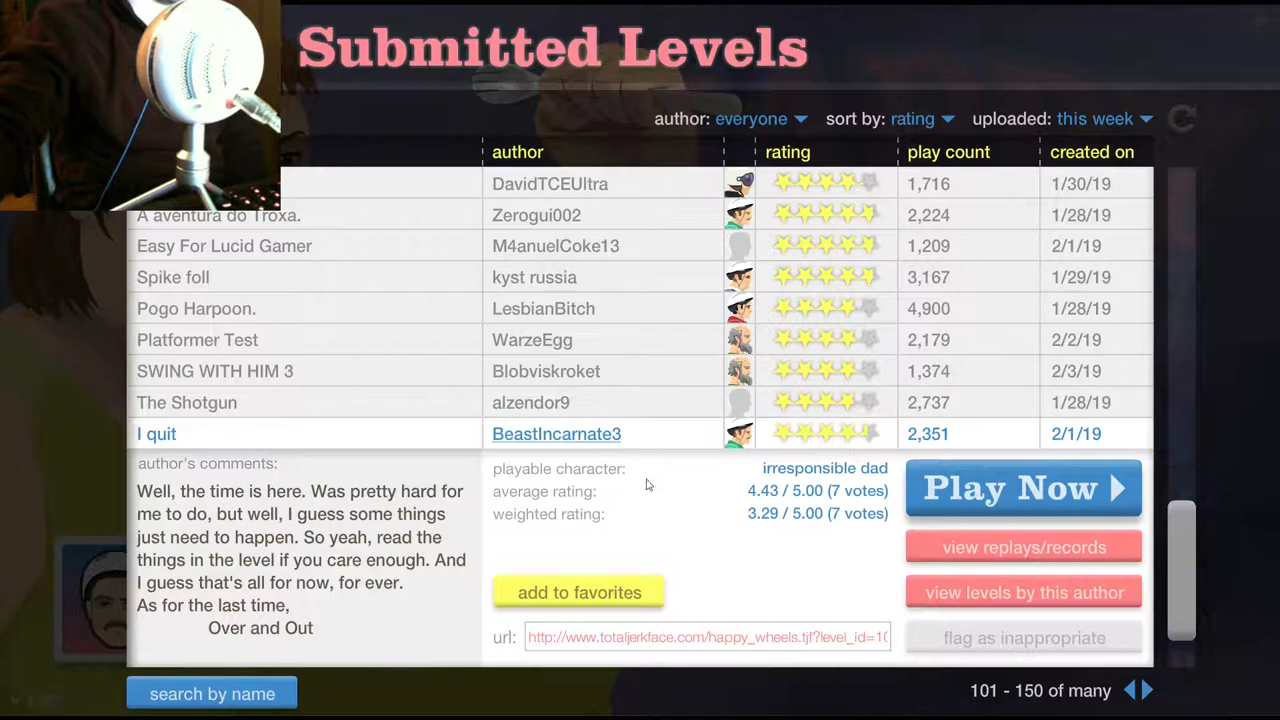 Submitted Levels
author: everyone sort by: rating uploaded: this week
author rating play count created on
DavidTCEUltra 1,716 1/30/19
A aventura do Troxa. Zerogui002 2,224 1/28/19
Easy For Lucid Gamer M4anuelCoke13 1,209 2/1/19
Spike foll kyst russia 3,167 1/29/19
Pogo Harpoon. LesbianBitch 4,900 1/28/19
Platformer Test WarzeEgg 2,179 2/2/19
SWING WITH HIM 3 Blobviskroket 1,374 2/3/19
The Shotgun alzendor9 2,737 1/28/19
I quit BeastIncarnate3 2,351 2/1/19
author's comments:
Well, the time is here. Was pretty hard for
me to do, but well, I guess some things
just need to happen. So yeah, read the
things in the level if you care enough. And
I guess that's all for now, for ever.
As for the last time,
Over and Out
playable character: irresponsible dad
average rating: 4.43 / 5.00 (7 votes)
weighted rating: 3.29 / 5.00 (7 votes)
add to favorites
url: http://www.totaljerkface.com/happy_wheels.tjf?level_id=1(
Play Now
view replays/records
view levels by this author
flag as inappropriate
search by name
101 - 150 of many